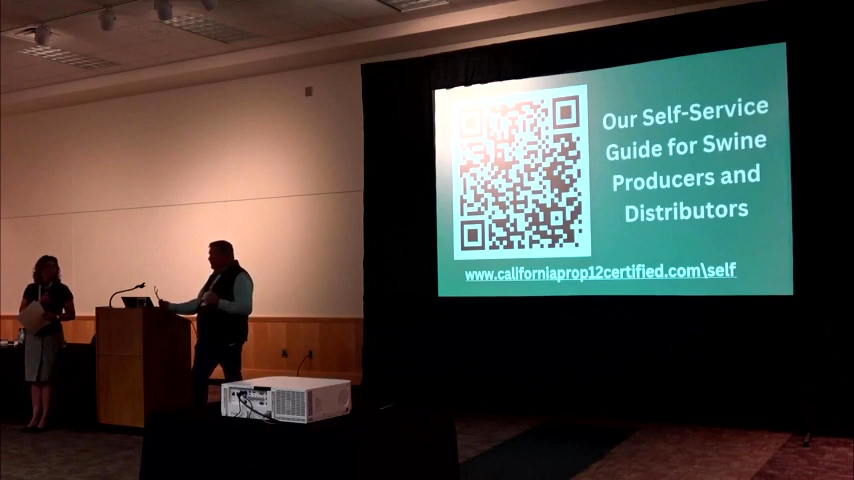 Our Self-Service
Guide for Swine
Producers and
Distributors
www.californiaprop12certified.com\self